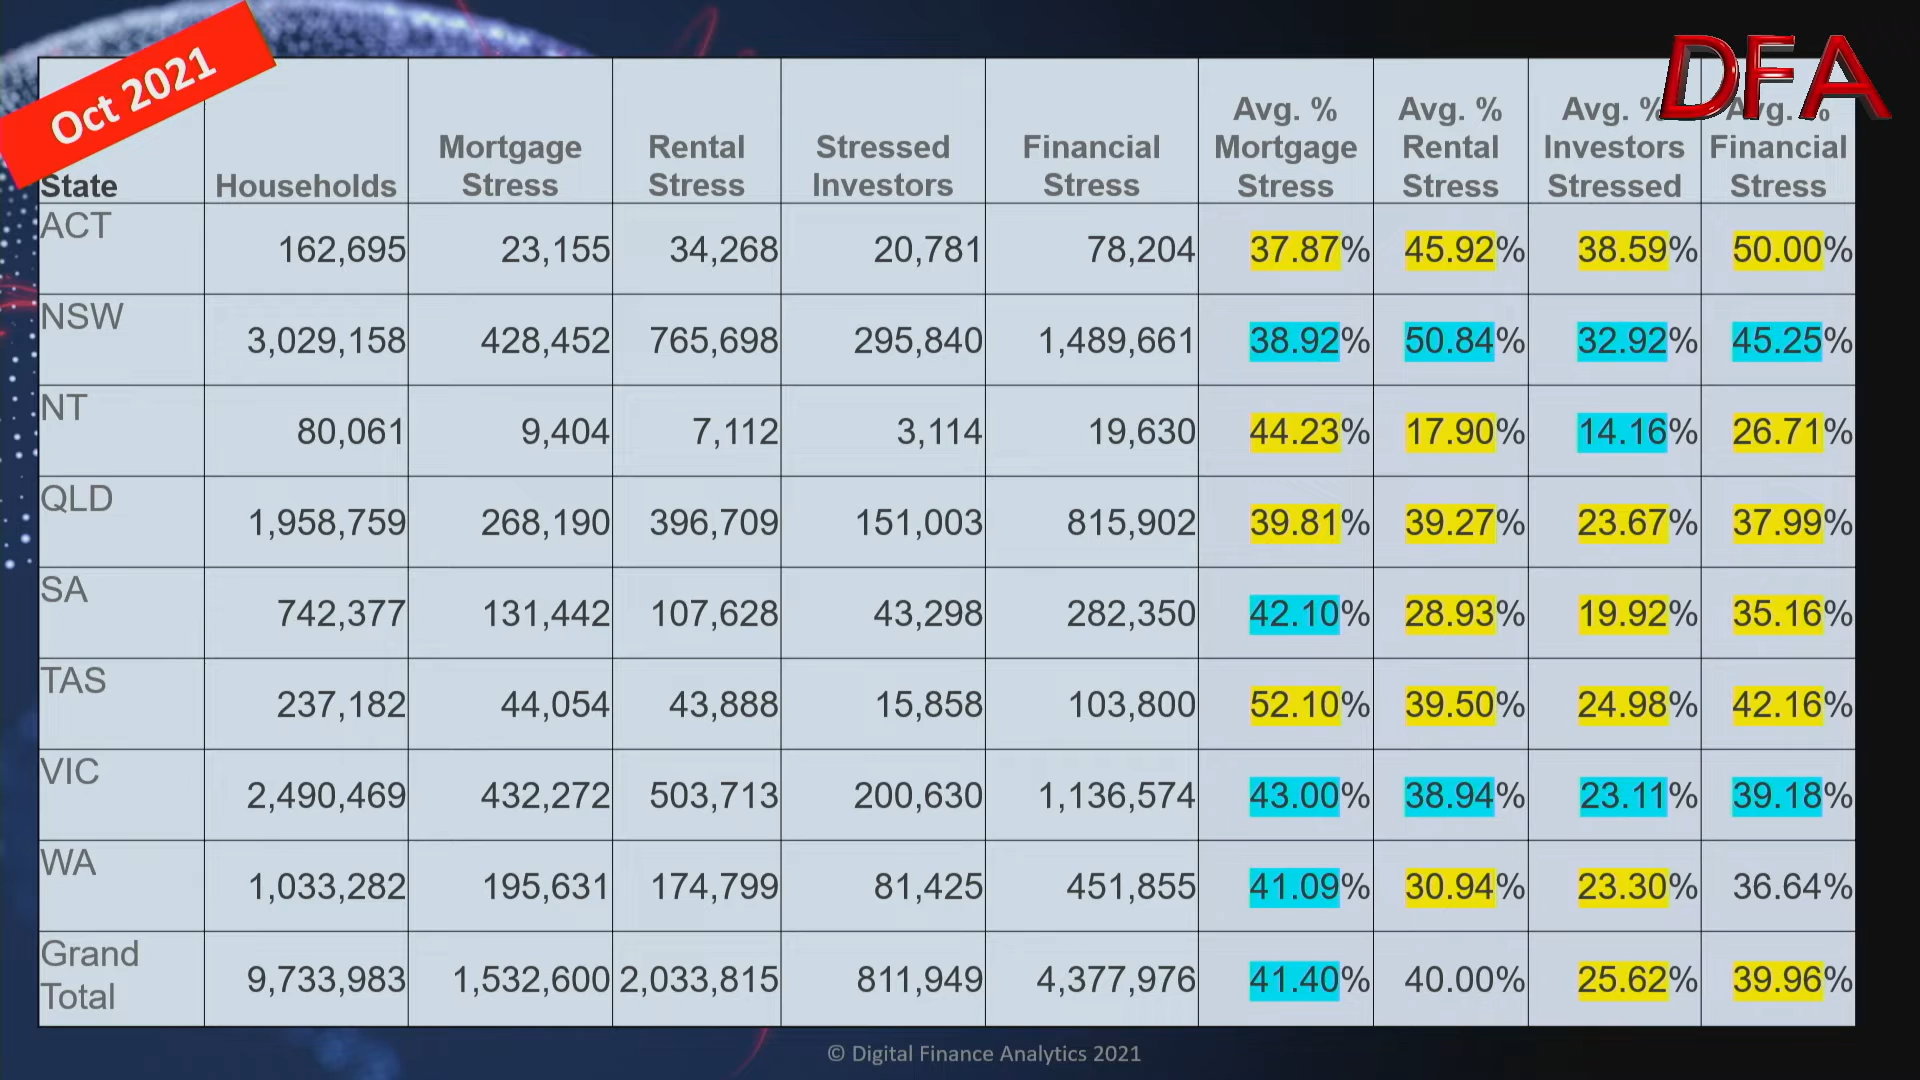 Oct 2021
DFA
State Households Mortgage Stress Rental Stress Stressed Investors Financial Stress Avg. % Mortgage Stress Avg. % Rental Stress Avg. % Investors Stressed Avg. % Financial Stress
ACT 162,695 23,155 34,268 20,781 78,204 37.87% 45.92% 38.59% 50.00%
NSW 3,029,158 428,452 765,698 295,840 1,489,661 38.92% 50.84% 32.92% 45.25%
NT 80,061 9,404 7,112 3,114 19,630 44.23% 17.90% 14.16% 26.71%
QLD 1,958,759 268,190 396,709 151,003 815,902 39.81% 39.27% 23.67% 37.99%
SA 742,377 131,442 107,628 43,298 282,350 42.10% 28.93% 19.92% 35.16%
TAS 237,182 44,054 43,888 15,858 103,800 52.10% 39.50% 24.98% 42.16%
VIC 2,490,469 432,272 503,713 200,630 1,136,574 43.00% 38.94% 23.11% 39.18%
WA 1,033,282 195,631 174,799 81,425 451,855 41.09% 30.94% 23.30% 36.64%
Grand Total 9,733,983 1,532,600 2,033,815 811,949 4,377,976 41.40% 40.00% 25.62% 39.96%
© Digital Finance Analytics 2021